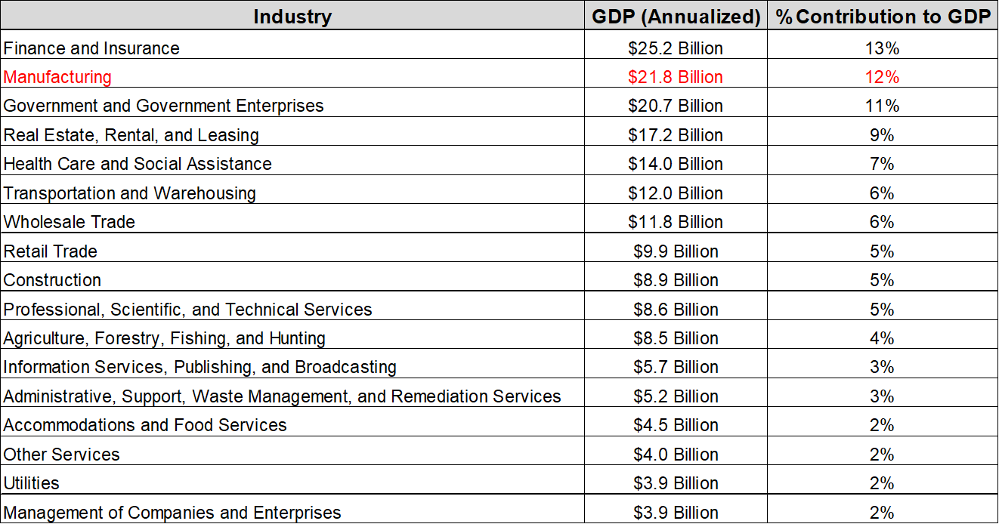 Industry GDP (Annualized) % Contribution to GDP
Finance and Insurance $25.2 Billion 13%
Manufacturing $21.8 Billion 12%
Government and Government Enterprises $20.7 Billion 11%
Real Estate, Rental, and Leasing $17.2 Billion 9%
Health Care and Social Assistance $14.0 Billion 7%
Transportation and Warehousing $12.0 Billion 6%
Wholesale Trade $11.8 Billion 6%
Retail Trade $9.9 Billion 5%
Construction $8.9 Billion 5%
Professional, Scientific, and Technical Services $8.6 Billion 5%
Agriculture, Forestry, Fishing, and Hunting $8.5 Billion 4%
Information Services, Publishing, and Broadcasting $5.7 Billion 3%
Administrative, Support, Waste Management, and Remediation Services $5.2 Billion 3%
Accommodations and Food Services $4.5 Billion 2%
Other Services $4.0 Billion 2%
Utilities $3.9 Billion 2%
Management of Companies and Enterprises $3.9 Billion 2%